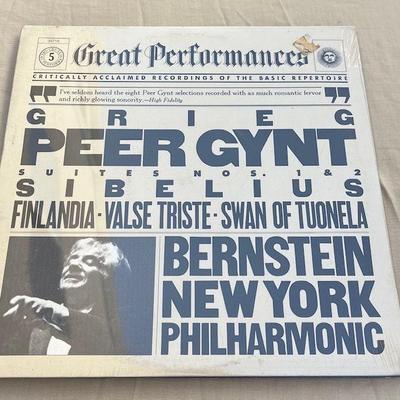 5
Great Performances
CRITICALLY ACCLAIMED RECORDINGS OF THE BASIC REPERTOIRE
"I've seldom heard the eight Peer Gynt selections recorded with as much romantic fervor
and richly glowing sonority.—High Fidelity
GRIEG
PEER GYNT
SUITES NOS. 1 & 2
SIBELIUS
FINLANDIA · VALSE TRISTE · SWAN OF TUONELA
BERNSTEIN
NEW YORK
PHILHARMONIC